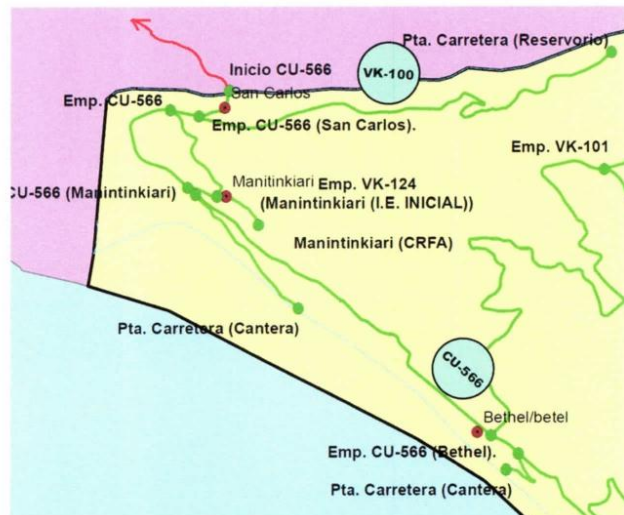 Pta. Carretera (Reservorio)
VK-100
Inicio CU-566
San Carlos
Emp. CU-566
Emp. CU-566 (San Carlos).
Emp. VK-101
Manitinkiari
Emp. VK-124
CU-566 (Manintinkiari)
(Manintinkiari (I.E. INICIAL))
Manintinkiari (CRFA)
Pta. Carretera (Cantera)
CU-566
Bethel/betel
Emp. CU-566 (Bethel).
Pta. Carretera (Cantera)